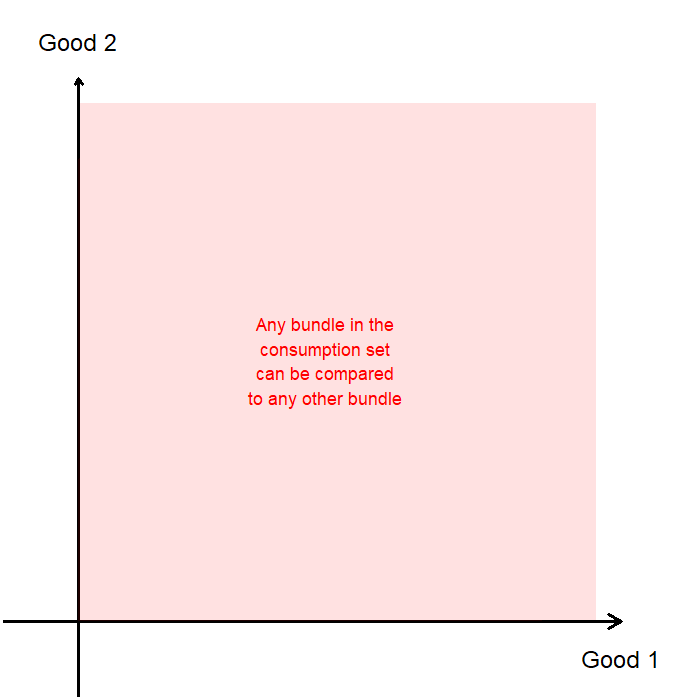 Good 2
Any bundle in the
consumption set
can be compared
to any other bundle
Good 1